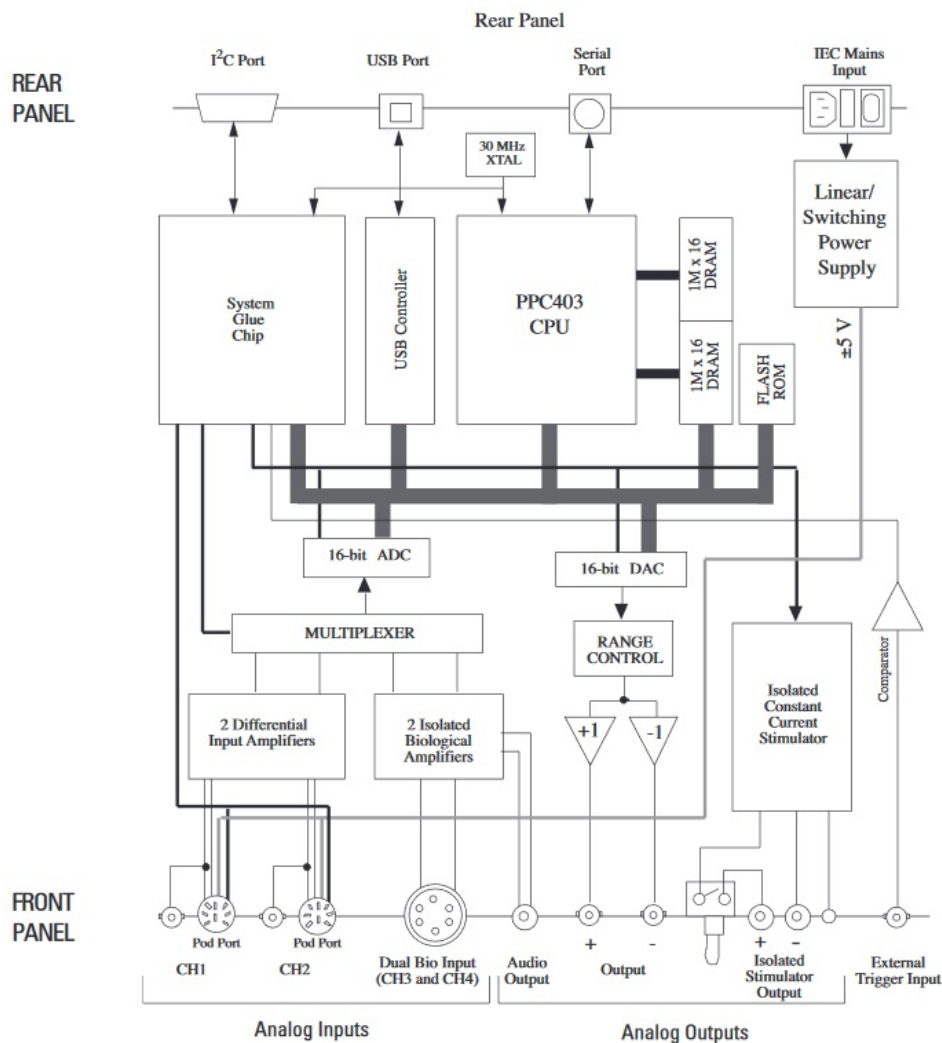 Rear Panel
REAR
PANEL
I²C Port
USB Port
Serial
Port
IEC Mains
Input
30 MHz
XTAL
Linear/
Switching
Power
Supply
System
Glue
Chip
USB Controller
PPC403
CPU
1M x 16
DRAM
1M x 16
DRAM
FLASH
ROM
±5 V
16-bit ADC
16-bit DAC
MULTIPLEXER
RANGE
CONTROL
Comparator
2 Differential
Input Amplifiers
2 Isolated
Biological
Amplifiers
+1
-1
Isolated
Constant
Current
Stimulator
FRONT
PANEL
Pod Port
Pod Port
CH1
CH2
Dual Bio Input
(CH3 and CH4)
Audio
Output
+
-
Output
+
-
Isolated
Stimulator
Output
External
Trigger Input
Analog Inputs
Analog Outputs